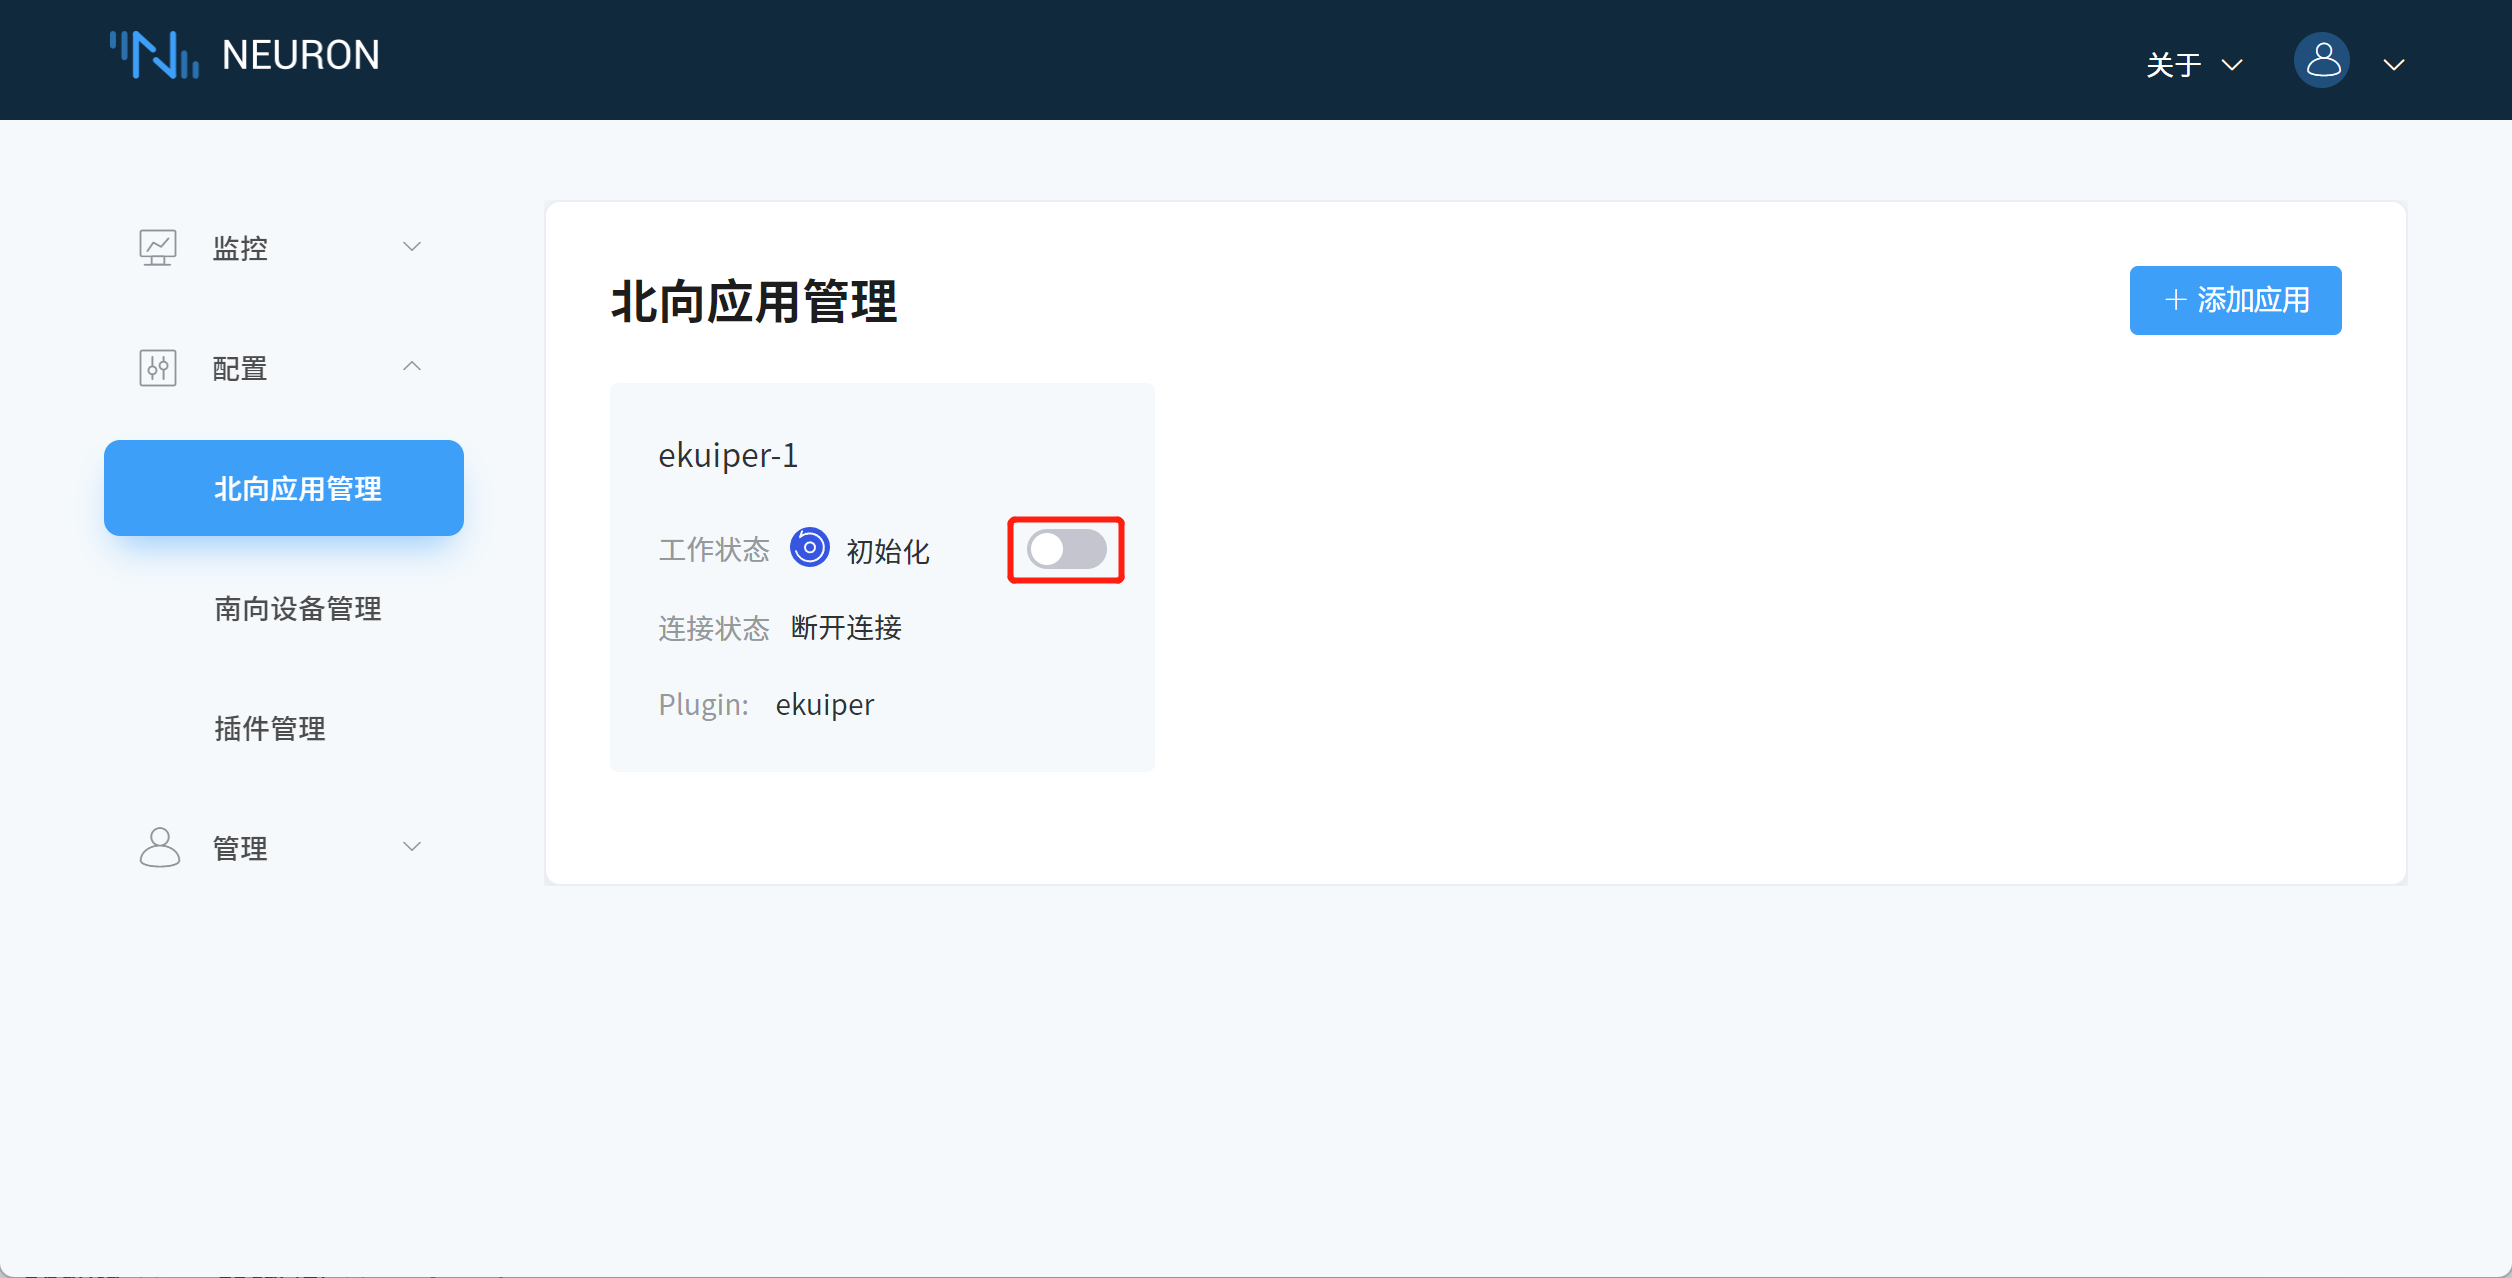 NEURON
关于
监控
配置
北向应用管理
南向设备管理
插件管理
管理
北向应用管理
添加应用
ekuiper-1
工作状态 初始化
连接状态 断开连接
Plugin: ekuiper